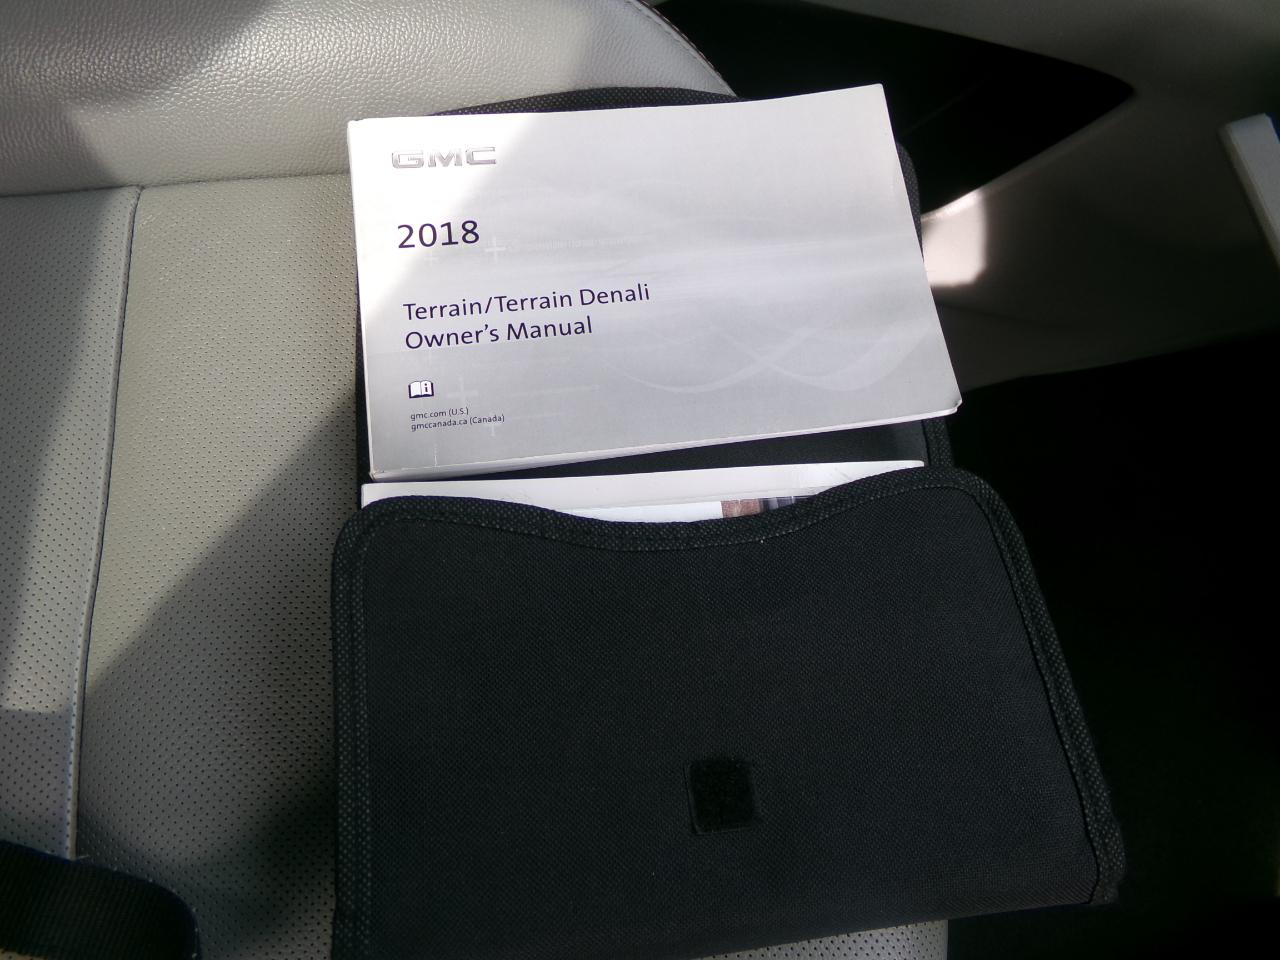 GMC
2018
Terrain/Terrain Denali
Owner's Manual
gmc.com (U.S.)
gmccanada.ca (Canada)